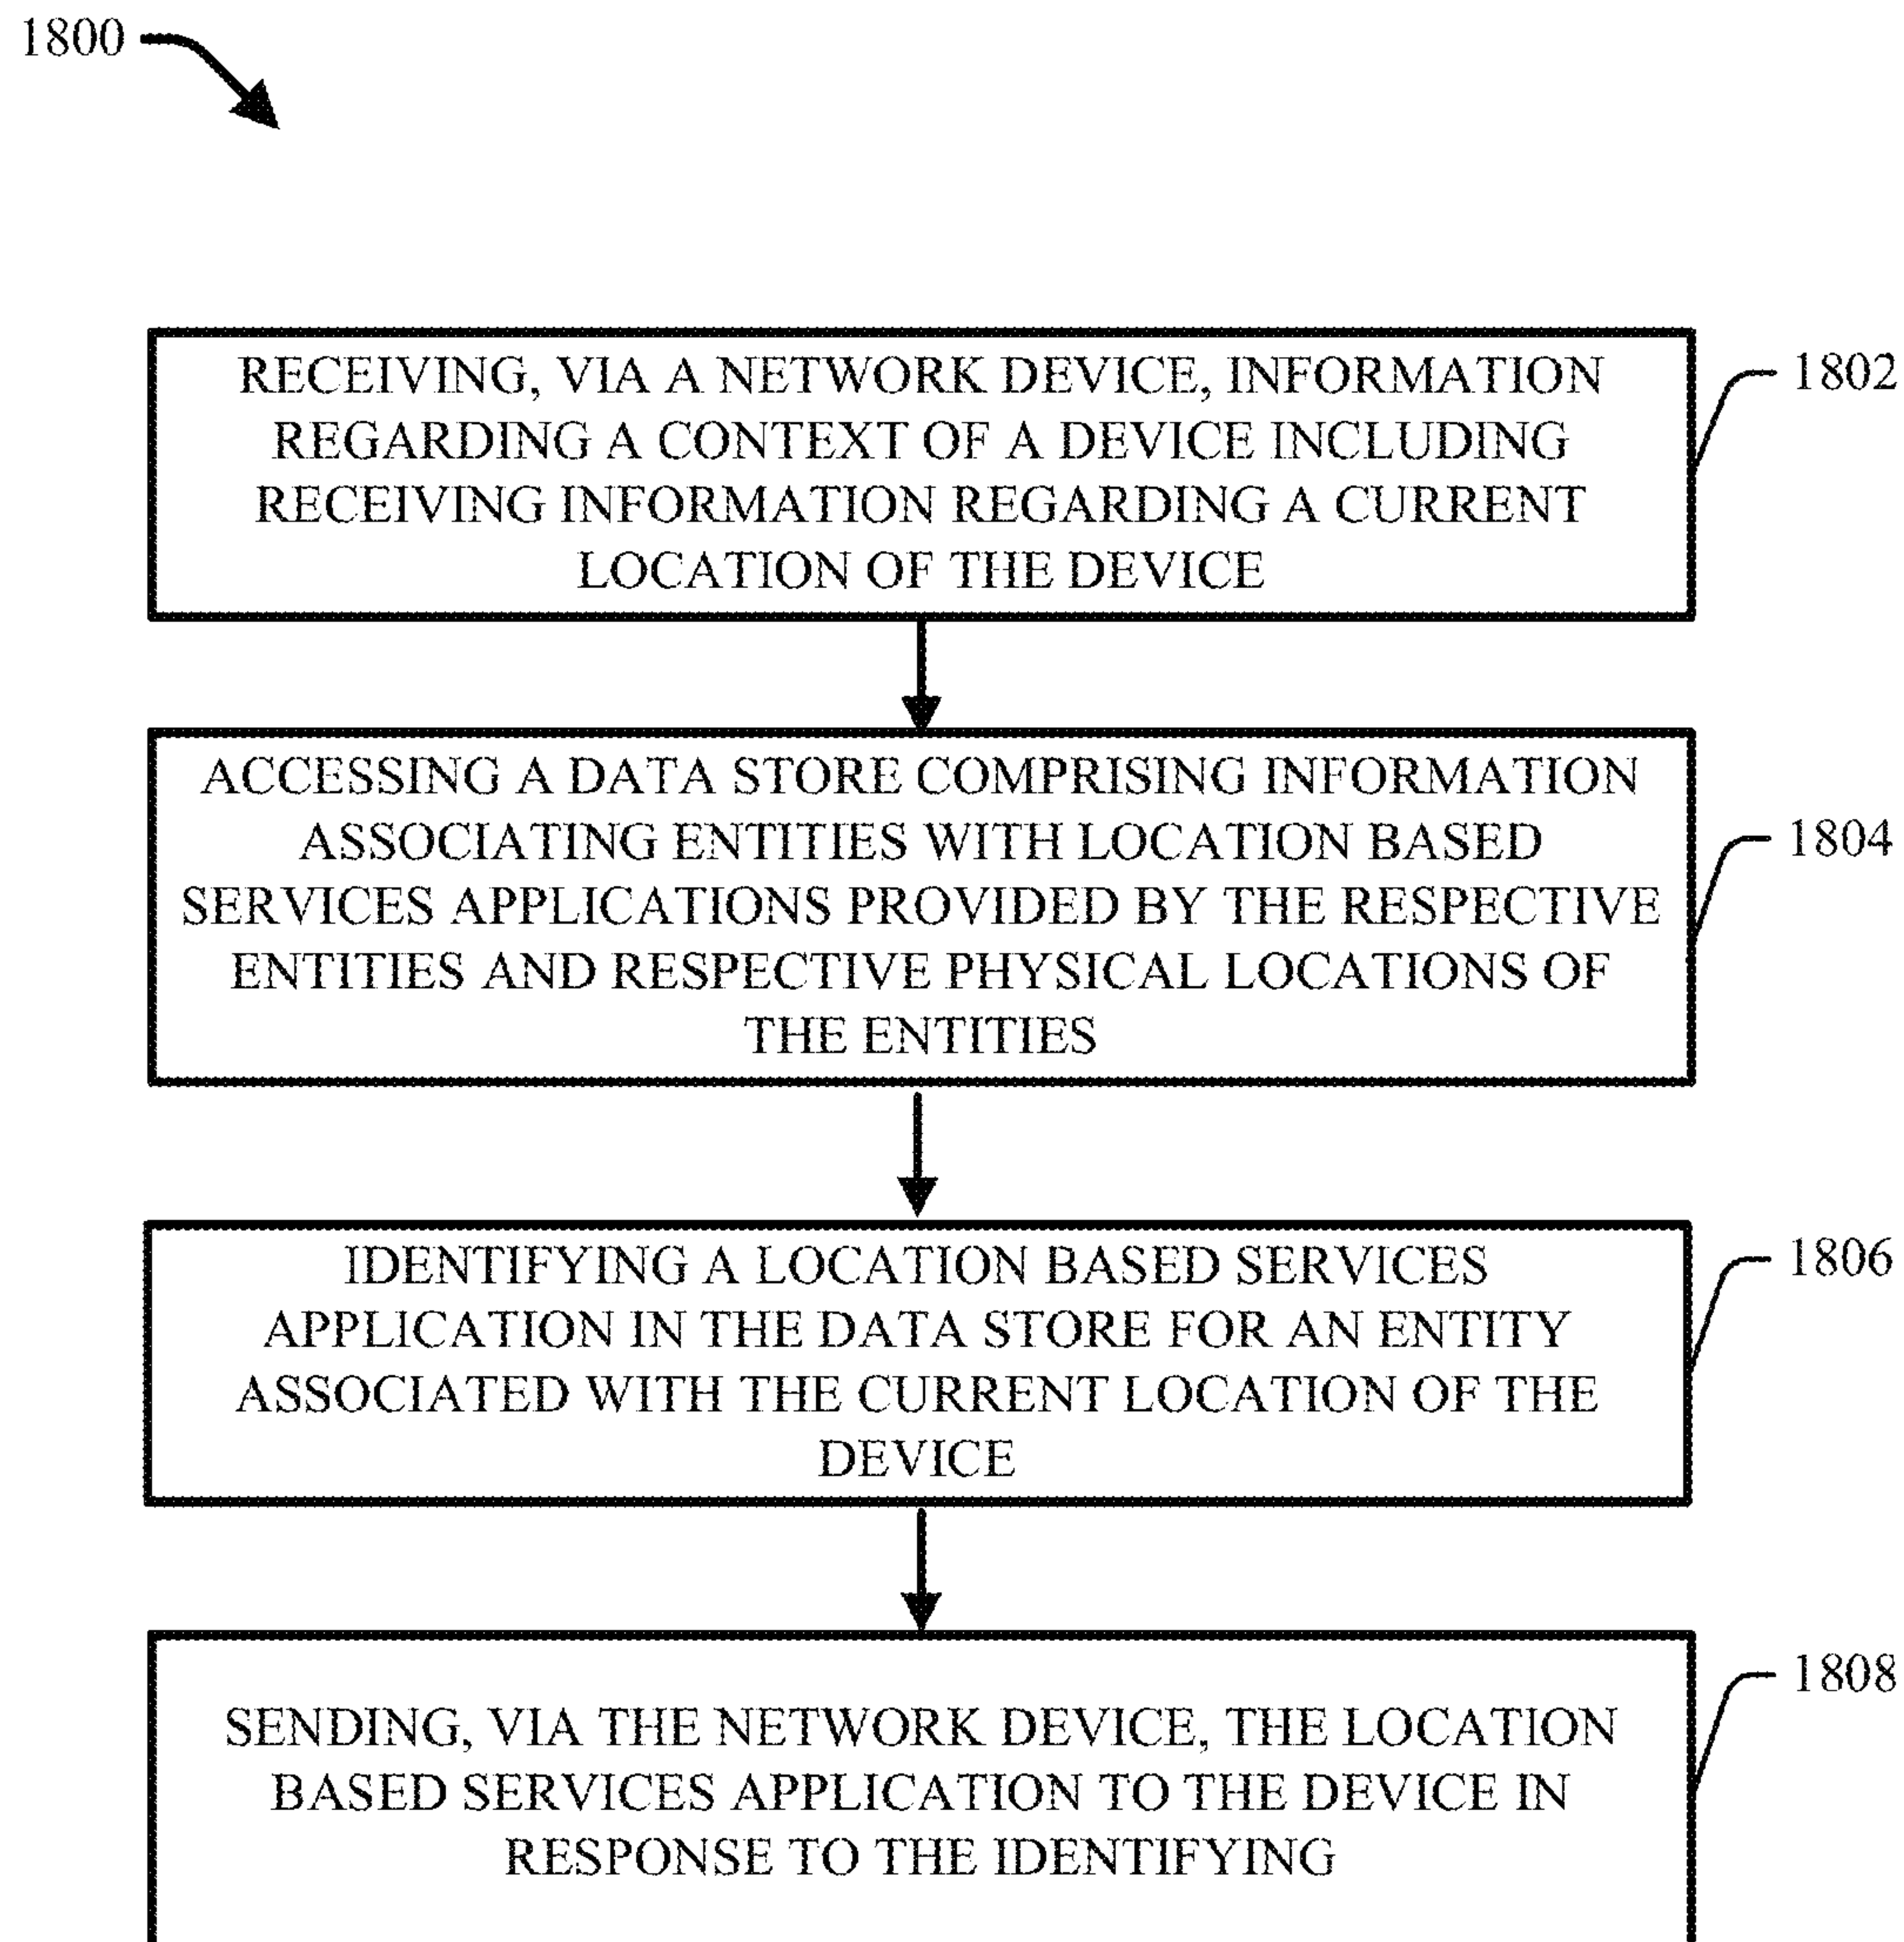 1800
RECEIVING, VIA A NETWORK DEVICE, INFORMATION
REGARDING A CONTEXT OF A DEVICE INCLUDING
RECEIVING INFORMATION REGARDING A CURRENT
LOCATION OF THE DEVICE
1802
ACCESSING A DATA STORE COMPRISING INFORMATION
ASSOCIATING ENTITIES WITH LOCATION BASED
SERVICES APPLICATIONS PROVIDED BY THE RESPECTIVE
ENTITIES AND RESPECTIVE PHYSICAL LOCATIONS OF
THE ENTITIES
1804
IDENTIFYING A LOCATION BASED SERVICES
APPLICATION IN THE DATA STORE FOR AN ENTITY
ASSOCIATED WITH THE CURRENT LOCATION OF THE
DEVICE
1806
SENDING, VIA THE NETWORK DEVICE, THE LOCATION
BASED SERVICES APPLICATION TO THE DEVICE IN
RESPONSE TO THE IDENTIFYING
1808